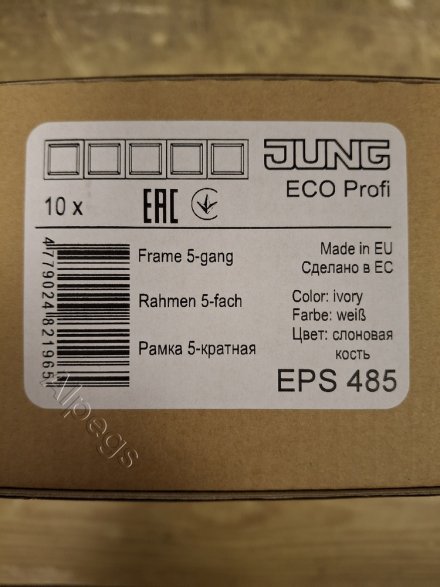 JUNG
ECO Profi
10 x
EAC
Frame 5-gang
Rahmen 5-fach
Рамка 5-кратная
Made in EU
Сделано в ЕС
Color: ivory
Farbe: weiß
Цвет: слоновая
кость
EPS 485
4779024821965
Alpegs